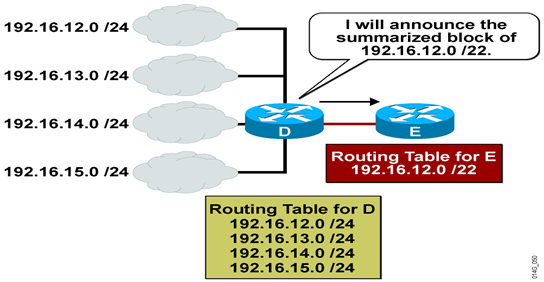 192.16.12.0 /24
192.16.13.0 /24
192.16.14.0 /24
192.16.15.0 /24
I will announce the
summarized block of
192.16.12.0 /22.
D
E
Routing Table for E
192.16.12.0 /22
Routing Table for D
192.16.12.0 /24
192.16.13.0 /24
192.16.14.0 /24
192.16.15.0 /24
0140_050